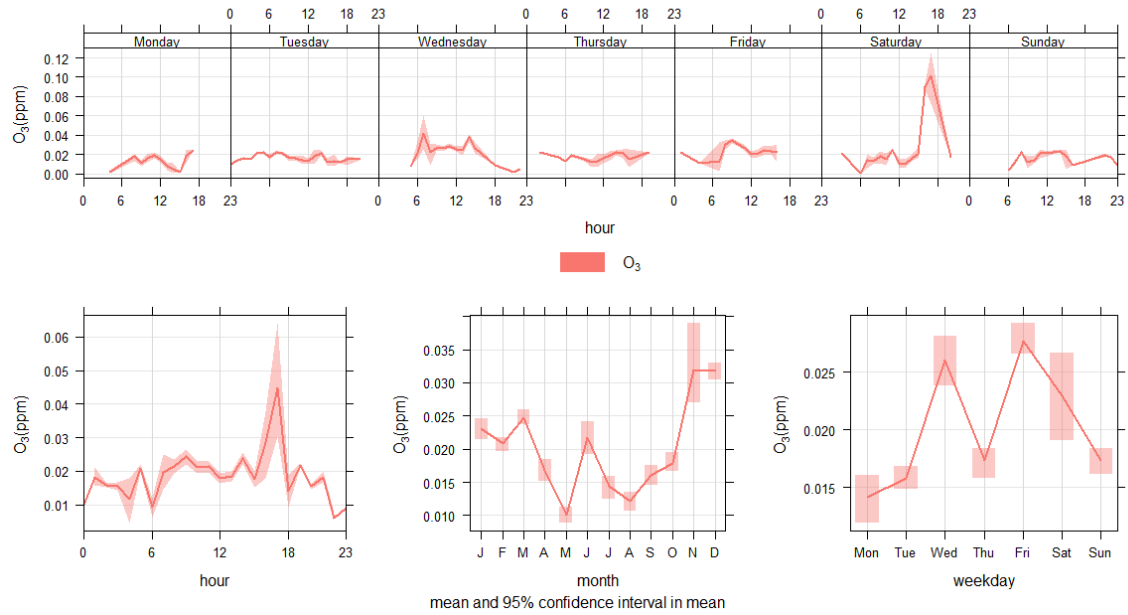 0 6 12 18 23 0 6 12 18 23 0 6 12 18 23
Monday Tuesday Wednesday Thursday Friday Saturday Sunday
O₃(ppm)
0.12
0.10
0.08
0.06
0.04
0.02
0.00
0 6 12 18 23 0 6 12 18 23 0 6 12 18 23 0 6 12 18 23
hour
O₃
O₃(ppm)
0.06
0.05
0.04
0.03
0.02
0.01
0 6 12 18 23
hour
O₃(ppm)
0.035
0.030
0.025
0.020
0.015
0.010
J F M A M J J A S O N D
month
O₃(ppm)
0.025
0.020
0.015
Mon Tue Wed Thu Fri Sat Sun
weekday
mean and 95% confidence interval in mean